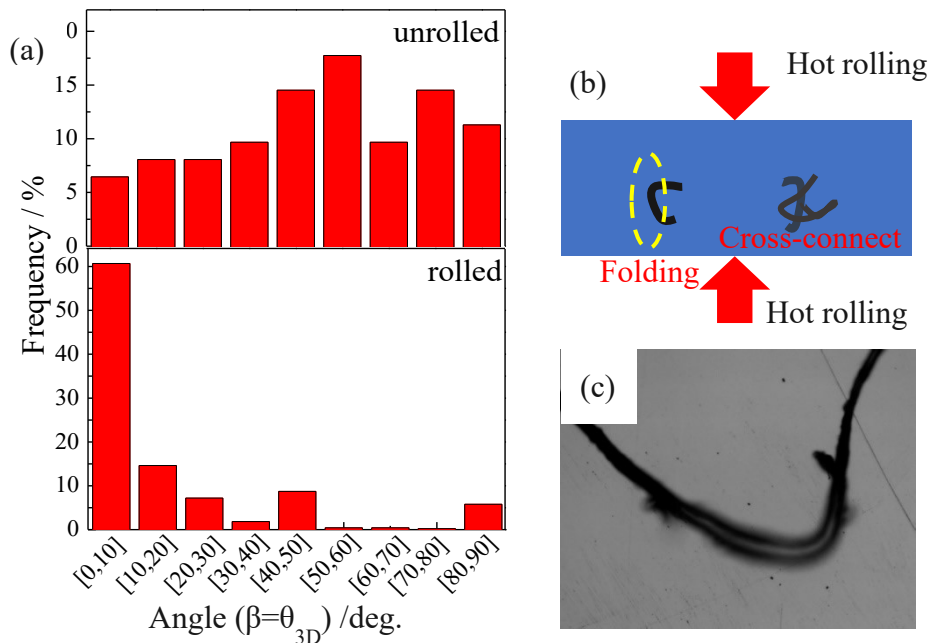 (a)
unrolled
0
15
10
5
0
rolled
60
50
40
30
20
10
0
Frequency / %
[0,10]
[10,20]
[20,30]
[30,40]
[40,50]
[50,60]
[60,70]
[70,80]
[80,90]
Angle (β=θ3D) /deg.
(b)
Hot rolling
Cross-connect
Folding
Hot rolling
(c)